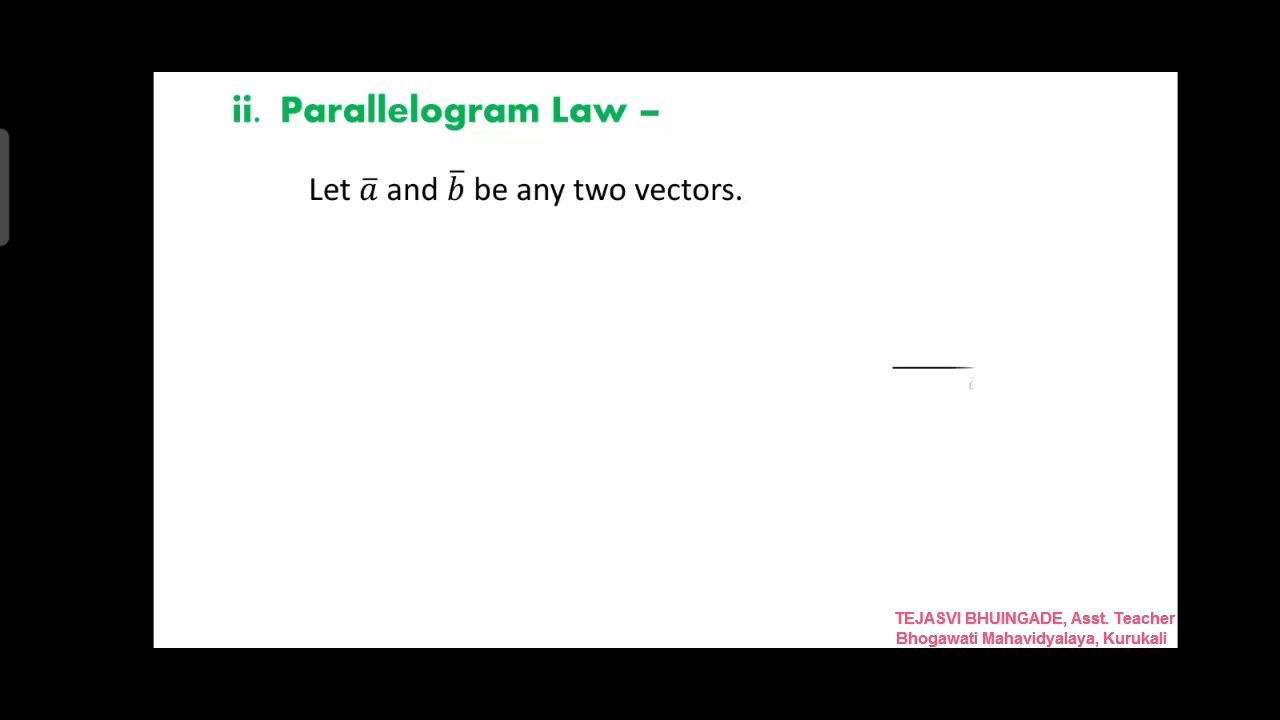 ii. Parallelogram Law –
Let a̅ and b̅ be any two vectors.
a̅
TEJASVI BHUINGADE, Asst. Teacher
Bhogawati Mahavidyalaya, Kurukali